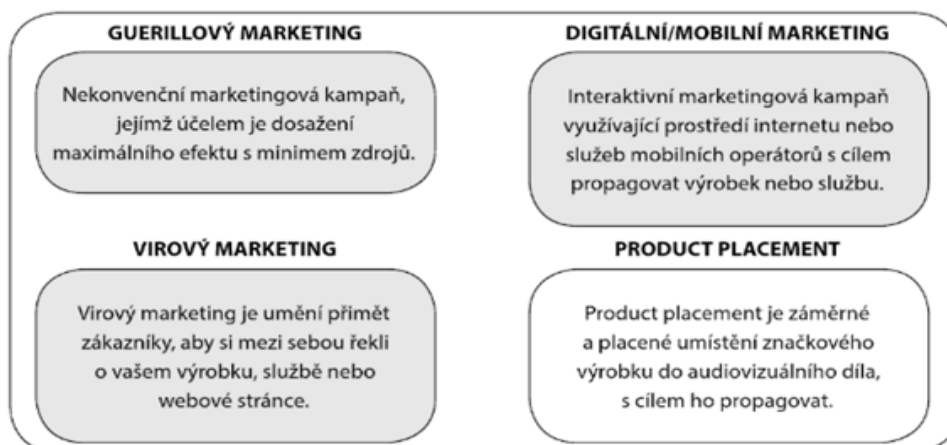 GUERILLOVÝ MARKETING
Nekonvenční marketingová kampaň,
jejímž účelem je dosažení
maximálního efektu s minimem zdrojů.
DIGITÁLNÍ/MOBILNÍ MARKETING
Interaktivní marketingová kampaň
využívající prostředí internetu nebo
služeb mobilních operátorů s cílem
propagovat výrobek nebo službu.
VIROVÝ MARKETING
Virový marketing je umění přimět
zákazníky, aby si mezi sebou řekli
o vašem výrobku, službě nebo
webové stránce.
PRODUCT PLACEMENT
Product placement je záměrné
a placené umístění značkového
výrobku do audiovizuálního díla,
s cílem ho propagovat.